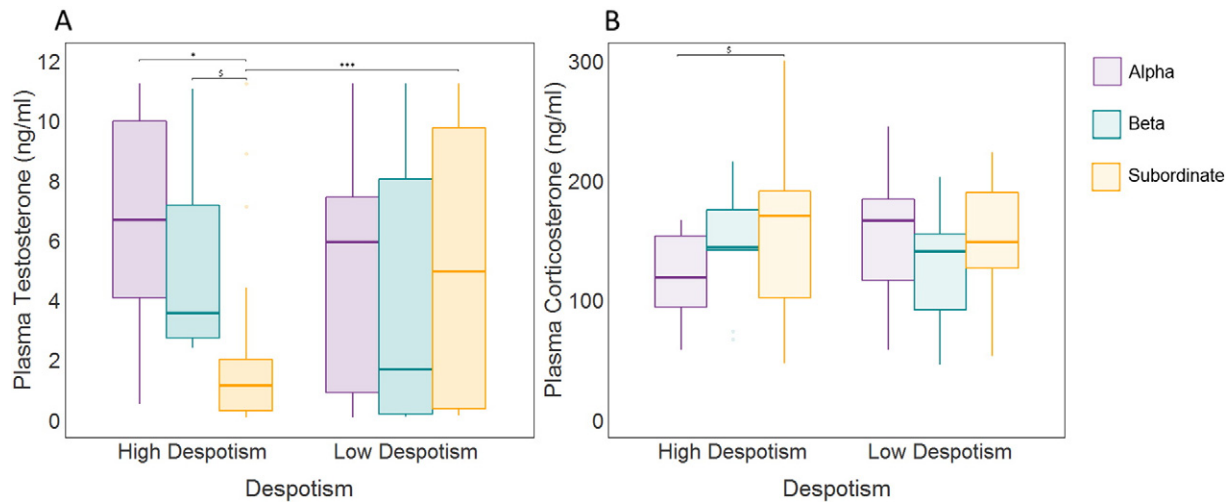 A
B
Plasma Testosterone (ng/ml)
12
10
8
6
4
2
0
*
$
***
High Despotism
Low Despotism
Despotism
Plasma Corticosterone (ng/ml)
300
200
100
0
$
High Despotism
Low Despotism
Despotism
Alpha
Beta
Subordinate